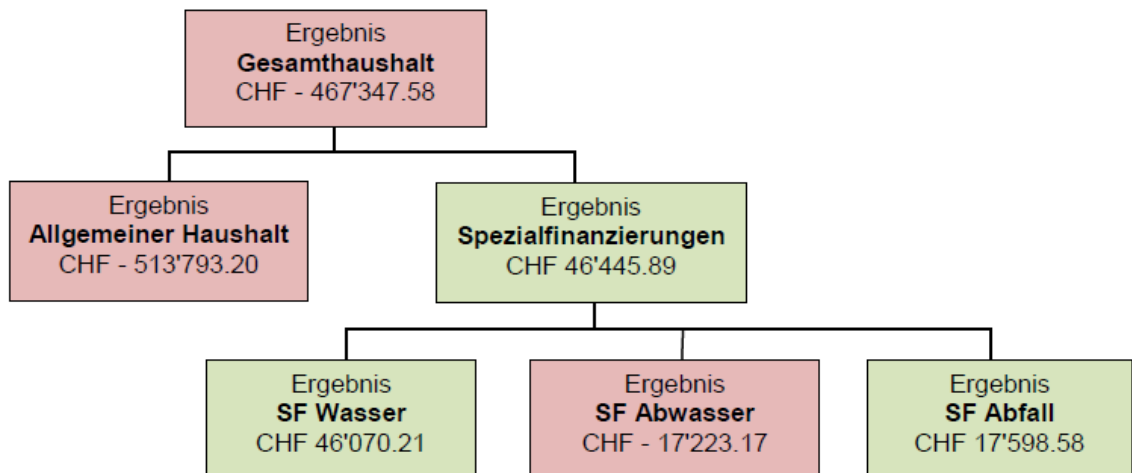 Ergebnis
Gesamthaushalt
CHF - 467'347.58
Ergebnis
Allgemeiner Haushalt
CHF - 513'793.20
Ergebnis
Spezialfinanzierungen
CHF 46'445.89
Ergebnis
SF Wasser
CHF 46'070.21
Ergebnis
SF Abwasser
CHF - 17'223.17
Ergebnis
SF Abfall
CHF 17'598.58